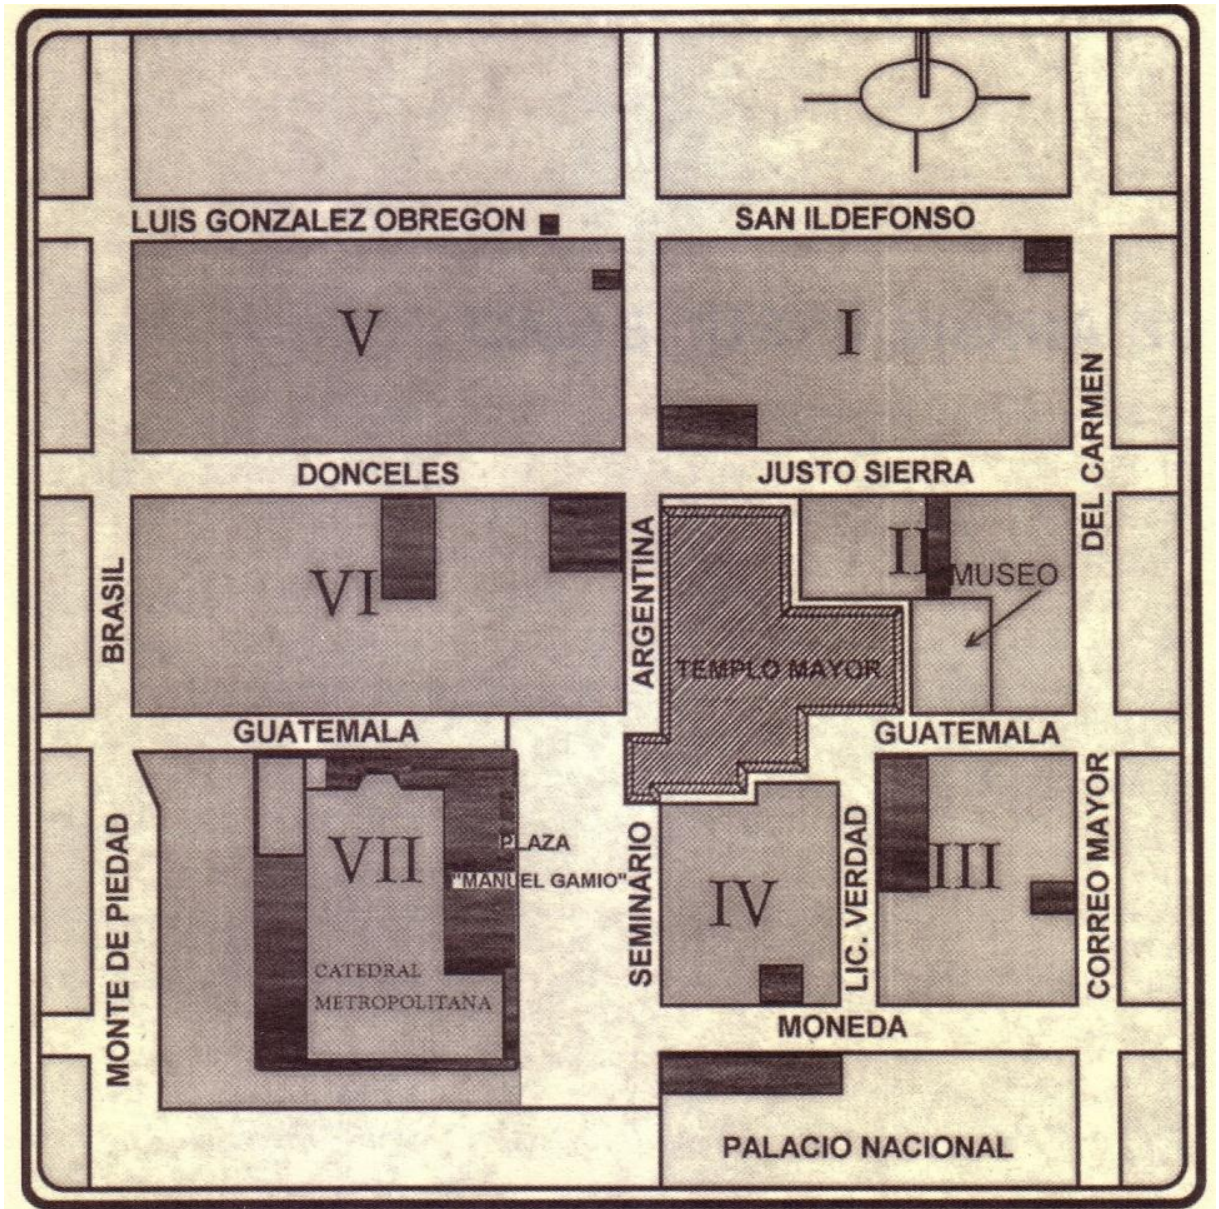 LUIS GONZALEZ OBREGON
SAN ILDEFONSO
V
I
DEL CARMEN
DONCELES
JUSTO SIERRA
BRASIL
VI
ARGENTINA
II
MUSEO
TEMPLO MAYOR
GUATEMALA
GUATEMALA
MONTE DE PIEDAD
VII
PLAZA
"MANUEL GAMIO"
SEMINARIO
IV
LIC. VERDAD
III
CORREO MAYOR
CATEDRAL
METROPOLITANA
MONEDA
PALACIO NACIONAL